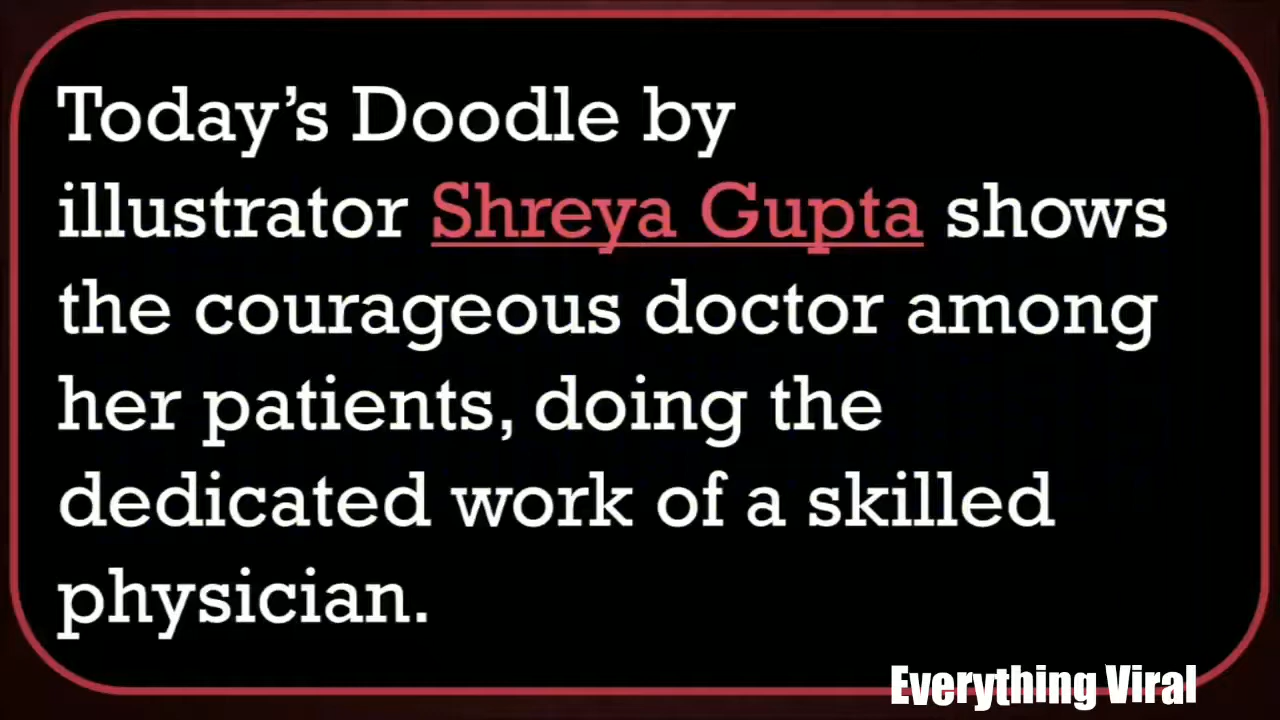 Today’s Doodle by
illustrator Shreya Gupta shows
the courageous doctor among
her patients, doing the
dedicated work of a skilled
physician.
Everything Viral